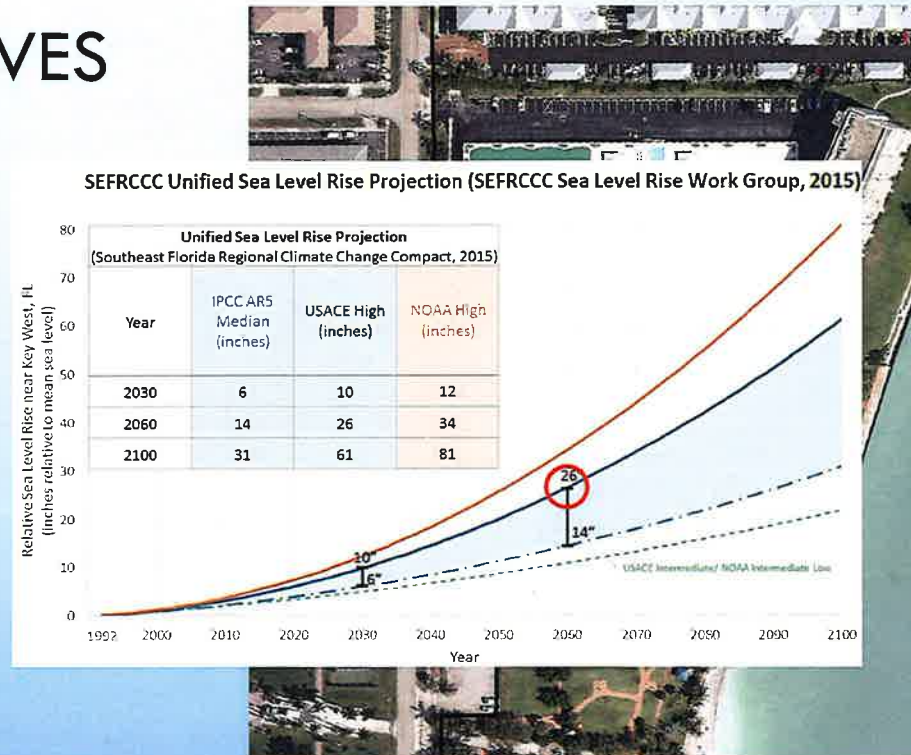 VES
SEFRCCC Unified Sea Level Rise Projection (SEFRCCC Sea Level Rise Work Group, 2015)
Unified Sea Level Rise Projection
(Southeast Florida Regional Climate Change Compact, 2015)
Year
IPCC AR5
Median
(inches)
USACE High
(inches)
NOAA High
(inches)
2030 6 10 12
2060 14 26 34
2100 31 61 81
Relative Sea Level Rise near Key West, FL
(inches relative to mean sea level)
80
70
60
50
40
30
20
10
0
10"
6"
26"
14"
USACE Intermediate/ NOAA Intermediate Low
1992 2000 2010 2020 2030 2040 2050 2060 2070 2080 2090 2100
Year